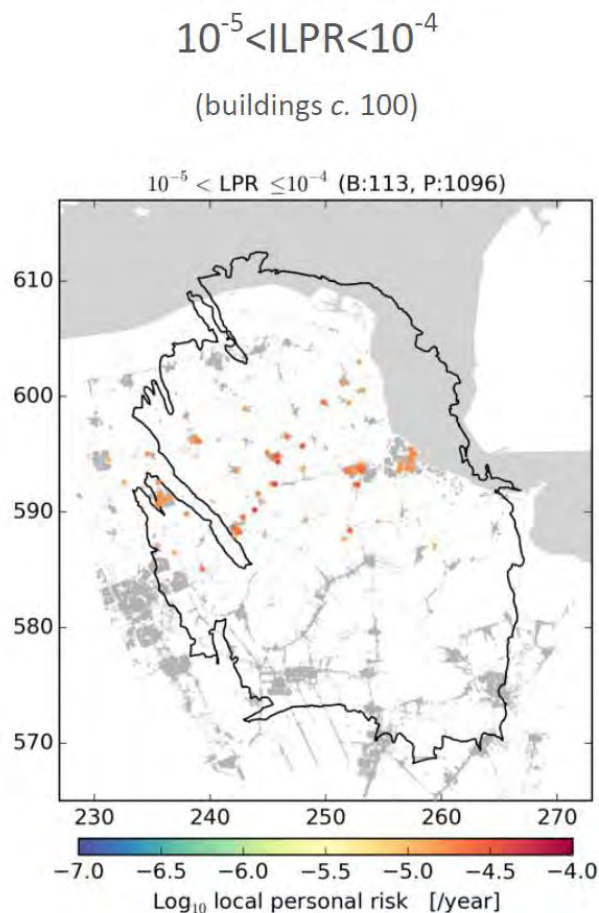 10^-5<ILPR<10^-4
(buildings c. 100)
10^-5 < LPR ≤10^-4 (B:113, P:1096)
610
600
590
580
570
230 240 250 260 270
−7.0 −6.5 −6.0 −5.5 −5.0 −4.5 −4.0
Log₁₀ local personal risk [/year]